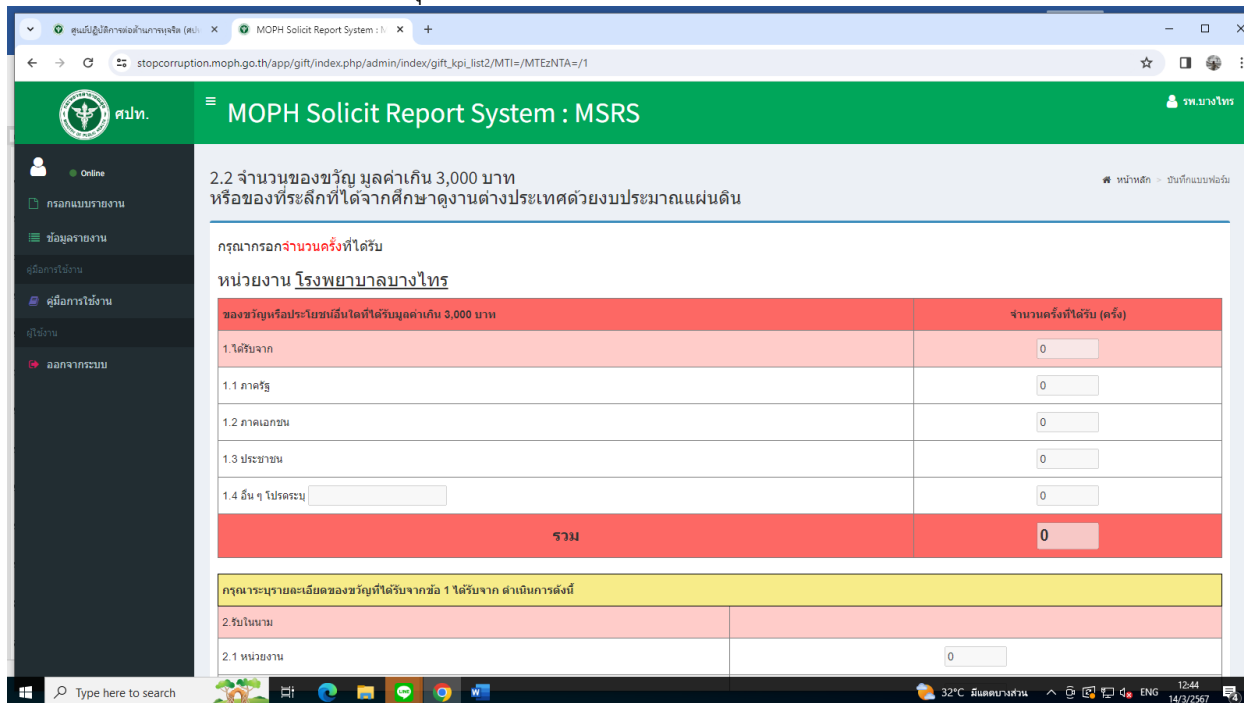 ศูนย์ปฏิบัติการต่อต้านการทุจริต (ศป
MOPH Solicit Report System : M
stopcorruption.moph.go.th/app/gift/index.php/admin/index/gift_kpi_list2/MTI=/MTEzNTA=/1
ศปท.
MOPH Solicit Report System : MSRS
รพ.บางไทร
Online
กรอกแบบรายงาน
ข้อมูลรายงาน
คู่มือการใช้งาน
คู่มือการใช้งาน
ผู้ใช้งาน
ออกจากระบบ
2.2 จำนวนของขวัญ มูลค่าเกิน 3,000 บาท
หรือของที่ระลึกที่ได้จากศึกษาดูงานต่างประเทศด้วยงบประมาณแผ่นดิน
หน้าหลัก > บันทึกแบบฟอร์ม
กรุณากรอกจำนวนครั้งที่ได้รับ
หน่วยงาน โรงพยาบาลบางไทร
ของขวัญหรือประโยชน์อื่นใดที่ได้รับมูลค่าเกิน 3,000 บาท จำนวนครั้งที่ได้รับ (ครั้ง)
1.ได้รับจาก 0
1.1 ภาครัฐ 0
1.2 ภาคเอกชน 0
1.3 ประชาชน 0
1.4 อื่น ๆ โปรดระบุ 0
รวม 0
กรุณาระบุรายละเอียดของขวัญที่ได้รับจากข้อ 1 ได้รับจาก ดำเนินการดังนี้
2.รับในนาม
2.1 หน่วยงาน 0
Type here to search
32°C มีแดดบางส่วน
ENG
12:44
14/3/2567
4